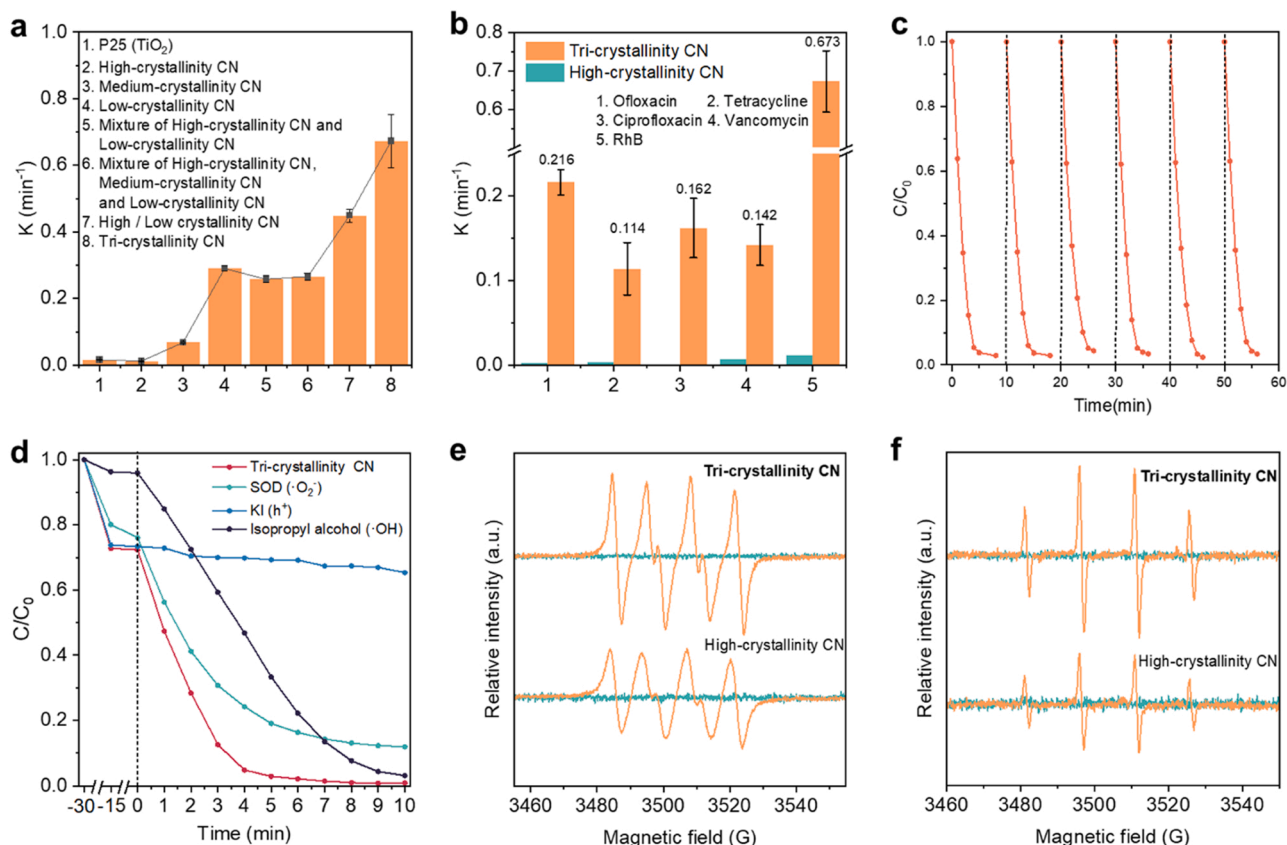 a
K (min⁻¹)
1.0
0.8
0.6
0.4
0.2
0.0
1. P25 (TiO₂)
2. High-crystallinity CN
3. Medium-crystallinity CN
4. Low-crystallinity CN
5. Mixture of High-crystallinity CN and
Low-crystallinity CN
6. Mixture of High-crystallinity CN,
Medium-crystallinity CN
and Low-crystallinity CN
7. High / Low crystallinity CN
8. Tri-crystallinity CN
1 2 3 4 5 6 7 8
b
K (min⁻¹)
0.8
0.7
0.6
0.2
0.1
0.0
Tri-crystallinity CN
High-crystallinity CN
1. Ofloxacin 2. Tetracycline
3. Ciprofloxacin 4. Vancomycin
5. RhB
0.216
0.114
0.162
0.142
0.673
1 2 3 4 5
c
C/C₀
1.0
0.8
0.6
0.4
0.2
0.0
0 10 20 30 40 50 60
Time(min)
d
C/C₀
1.0
0.8
0.6
0.4
0.2
0.0
Tri-crystallinity CN
SOD (·O₂⁻)
KI (h⁺)
Isopropyl alcohol (·OH)
-30 -15 0 1 2 3 4 5 6 7 8 9 10
Time (min)
e
Relative intensity (a.u.)
Tri-crystallinity CN
High-crystallinity CN
3460 3480 3500 3520 3540
Magnetic field (G)
f
Relative intensity (a.u.)
Tri-crystallinity CN
High-crystallinity CN
3460 3480 3500 3520 3540
Magnetic field (G)